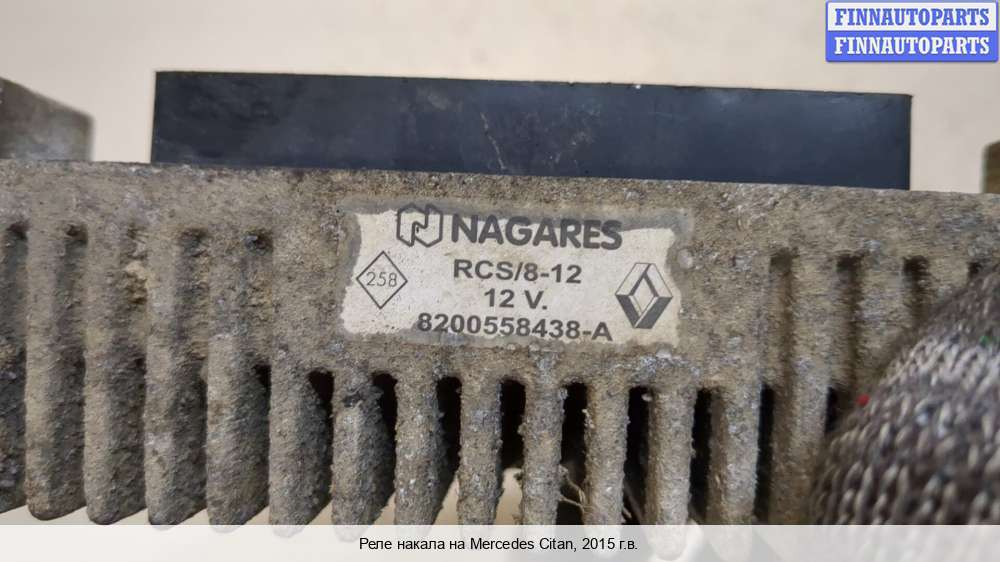 FINNAUTOPARTS
FINNAUTOPARTS
NAGARES
RCS/8-12
258
12 V.
8200558438-A
Реле накала на Mercedes Citan, 2015 г.в.